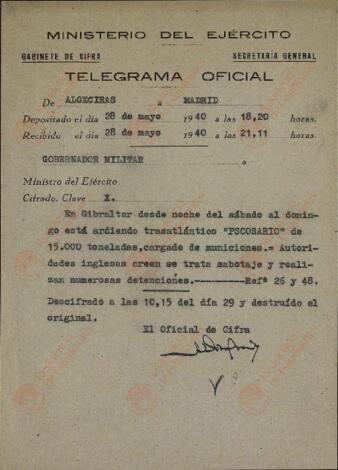 MINISTERIO DEL EJÉRCITO
GABINETE DE CIFRA SECRETARÍA GENERAL
TELEGRAMA OFICIAL
De ALGECIRAS a MADRID
Depositado el día 28 de mayo 1940 a las 18,20 horas.
Recibido el día 28 de mayo 1940 a las 21,11 horas.
GOBERNADOR MILITAR a
Ministro del Ejército
Cifrado. Clave X.
En Gibraltar desde noche del sábado al domin-
go está ardiendo trasatlántico "PSCOSARIO" de
15.000 toneladas, cargado de municiones.= Autori-
dades inglesas creen se trata sabotaje y reali-
zan numerosas detenciones.--------Refª 26 y 48.
Descifrado a las 10,15 del día 29 y destruído el
original.
El Oficial de Cifra